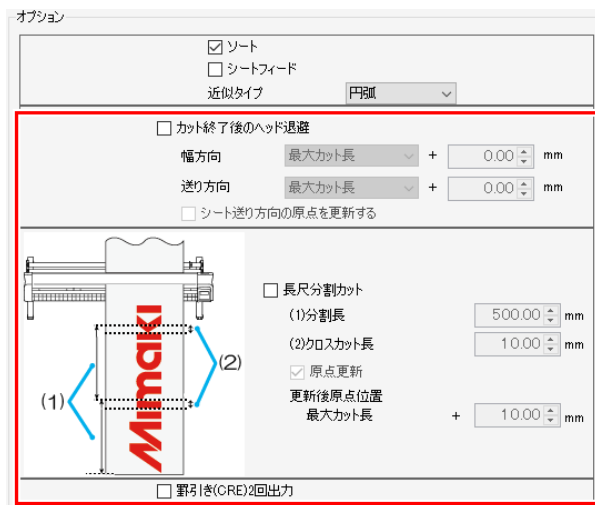 オプション
ソート
シートフィード
近似タイプ 円弧
カット終了後のヘッド退避
幅方向 最大カット長 + 0.00 mm
送り方向 最大カット長 + 0.00 mm
シート送り方向の原点を更新する
長尺分割カット
(1)分割長 500.00 mm
(2)クロスカット長 10.00 mm
原点更新
更新後原点位置
最大カット長 + 10.00 mm
(1)
(2)
Mimaki
罫引き(CRE)2回出力